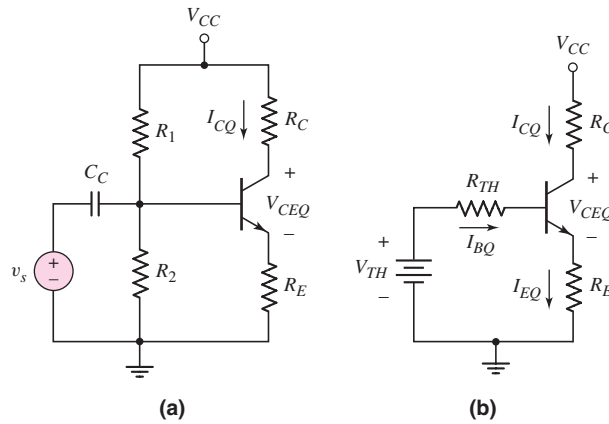 V_CC
I_CQ
R_C
R_1
C_C
+
V_CEQ
−
v_s
+
−
R_2
R_E
(a)
V_CC
I_CQ
R_C
R_TH
+
V_CEQ
−
I_BQ
+
V_TH
−
I_EQ
R_E
(b)